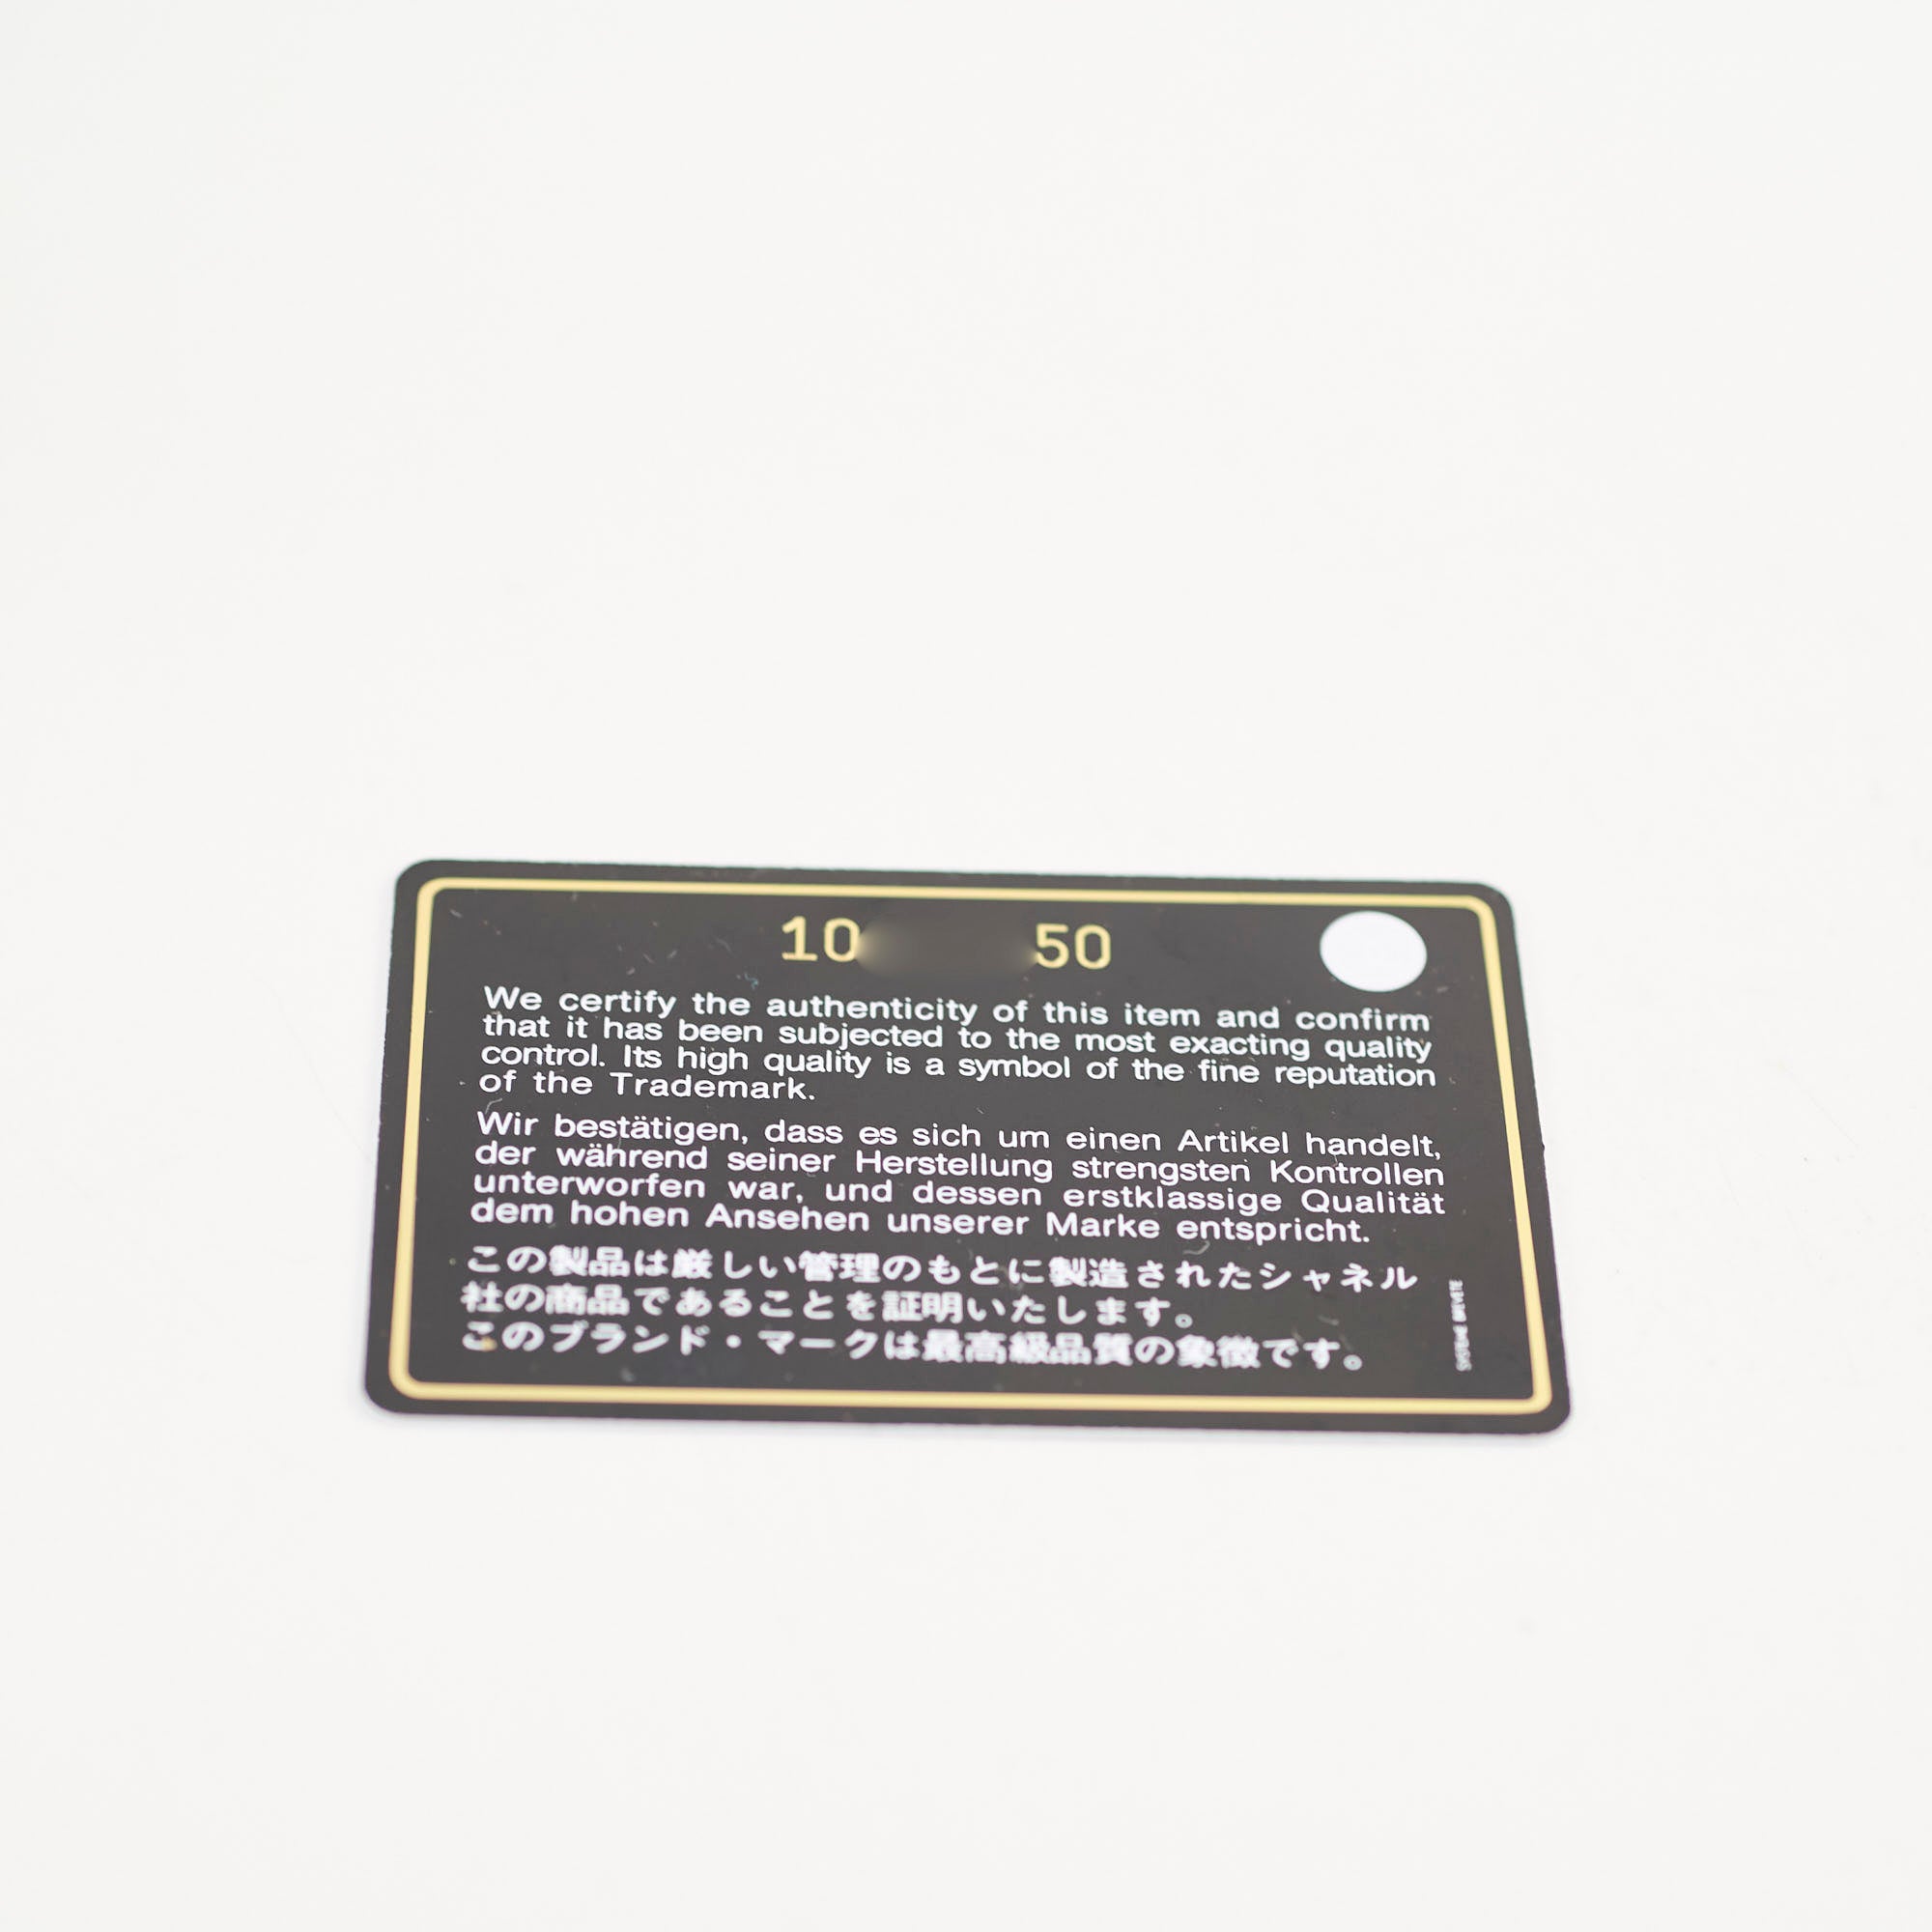 10 50
We certify the authenticity of this item and confirm
that it has been subjected to the most exacting quality
control. Its high quality is a symbol of the fine reputation
of the Trademark.
Wir bestätigen, dass es sich um einen Artikel handelt,
der während seiner Herstellung strengsten Kontrollen
unterworfen war, und dessen erstklassige Qualität
dem hohen Ansehen unserer Marke entspricht.
この製品は厳しい管理のもとに製造されたシャネル
社の商品であることを証明いたします。
このブランド・マークは最高級品質の象徴です。
SYSTEME BREVETE